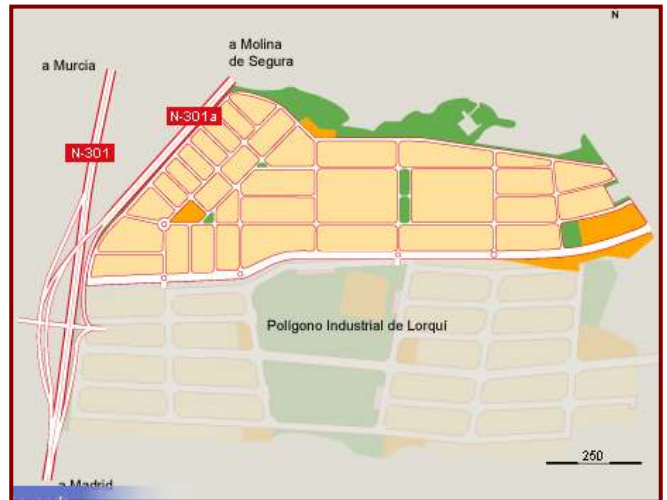 N
a Molina
de Segura
a Murcia
N-301a
N-301
Polígono Industrial de Lorquí
250
a Madrid